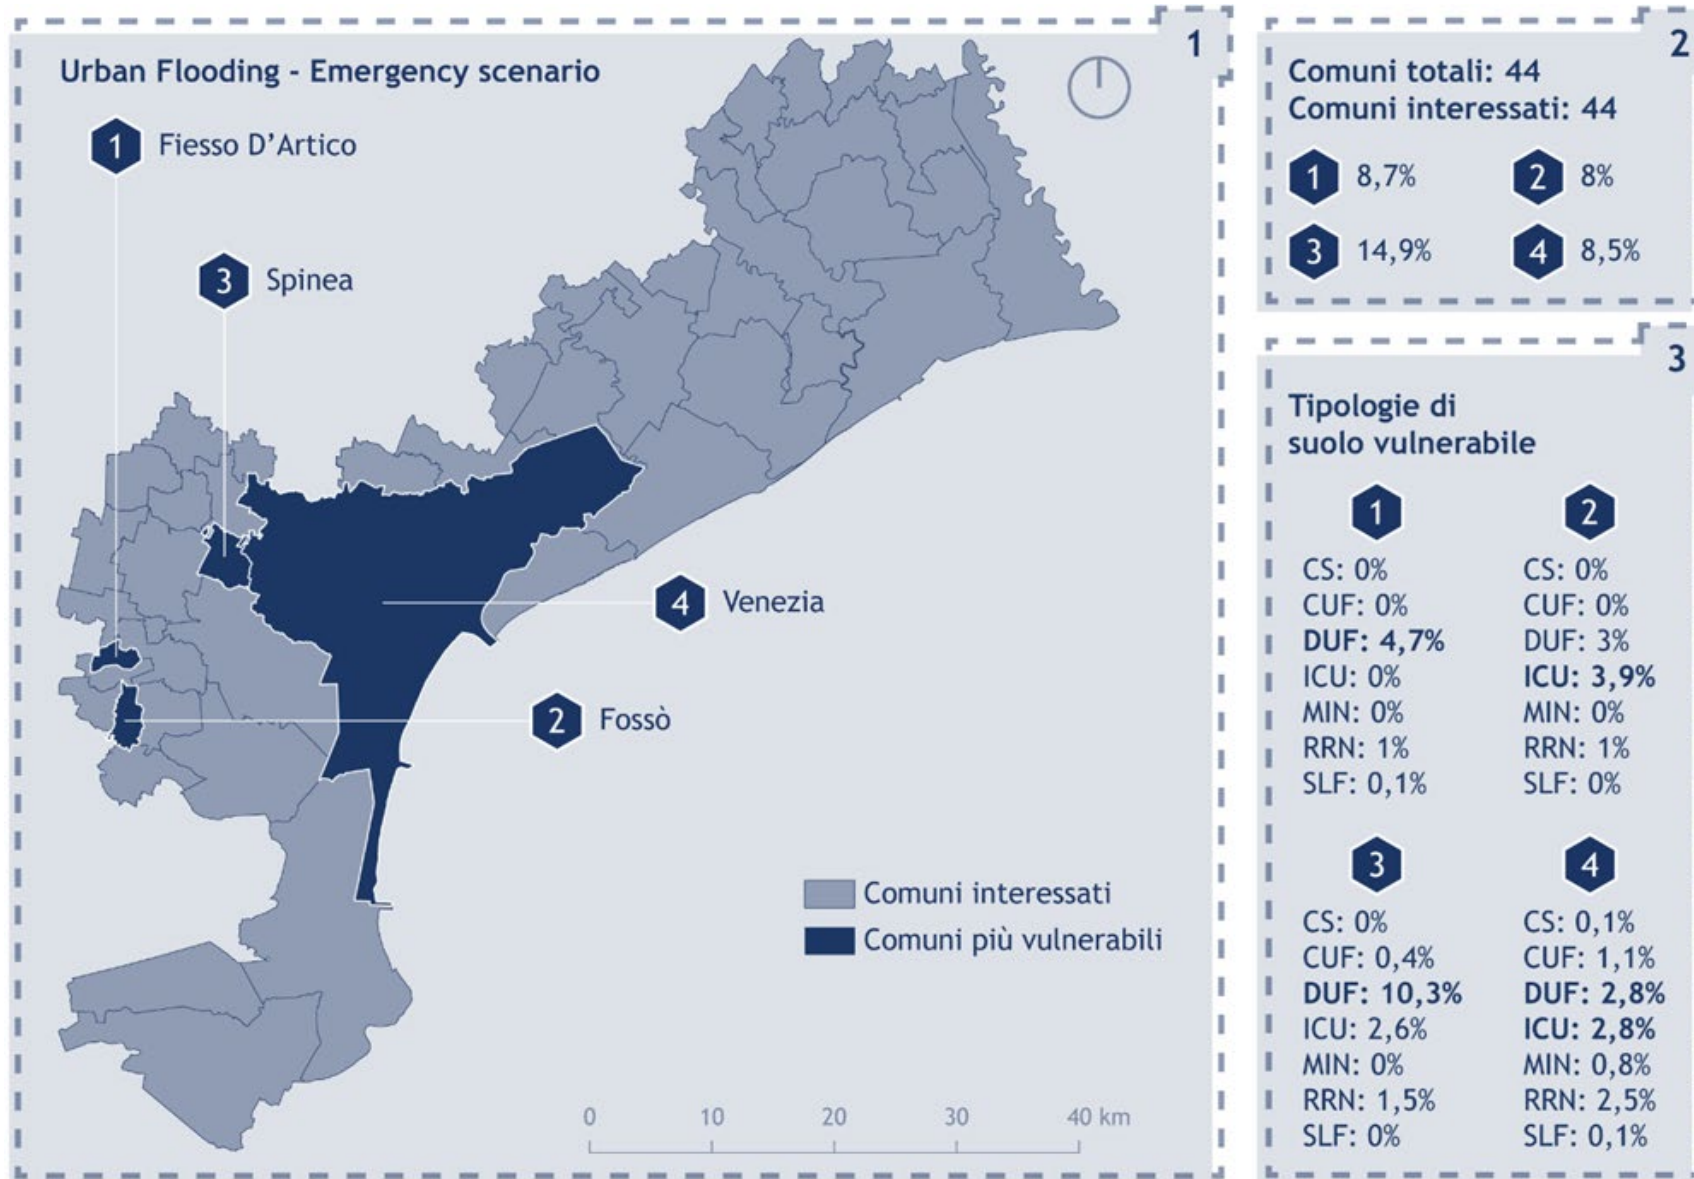 1
Urban Flooding - Emergency scenario
1 Fiesso D'Artico
3 Spinea
4 Venezia
2 Fossò
Comuni interessati
Comuni più vulnerabili
0 10 20 30 40 km
2
Comuni totali: 44
Comuni interessati: 44
1 8,7% 2 8%
3 14,9% 4 8,5%
3
Tipologie di
suolo vulnerabile
1
CS: 0%
CUF: 0%
DUF: 4,7%
ICU: 0%
MIN: 0%
RRN: 1%
SLF: 0,1%
2
CS: 0%
CUF: 0%
DUF: 3%
ICU: 3,9%
MIN: 0%
RRN: 1%
SLF: 0%
3
CS: 0%
CUF: 0,4%
DUF: 10,3%
ICU: 2,6%
MIN: 0%
RRN: 1,5%
SLF: 0%
4
CS: 0,1%
CUF: 1,1%
DUF: 2,8%
ICU: 2,8%
MIN: 0,8%
RRN: 2,5%
SLF: 0,1%